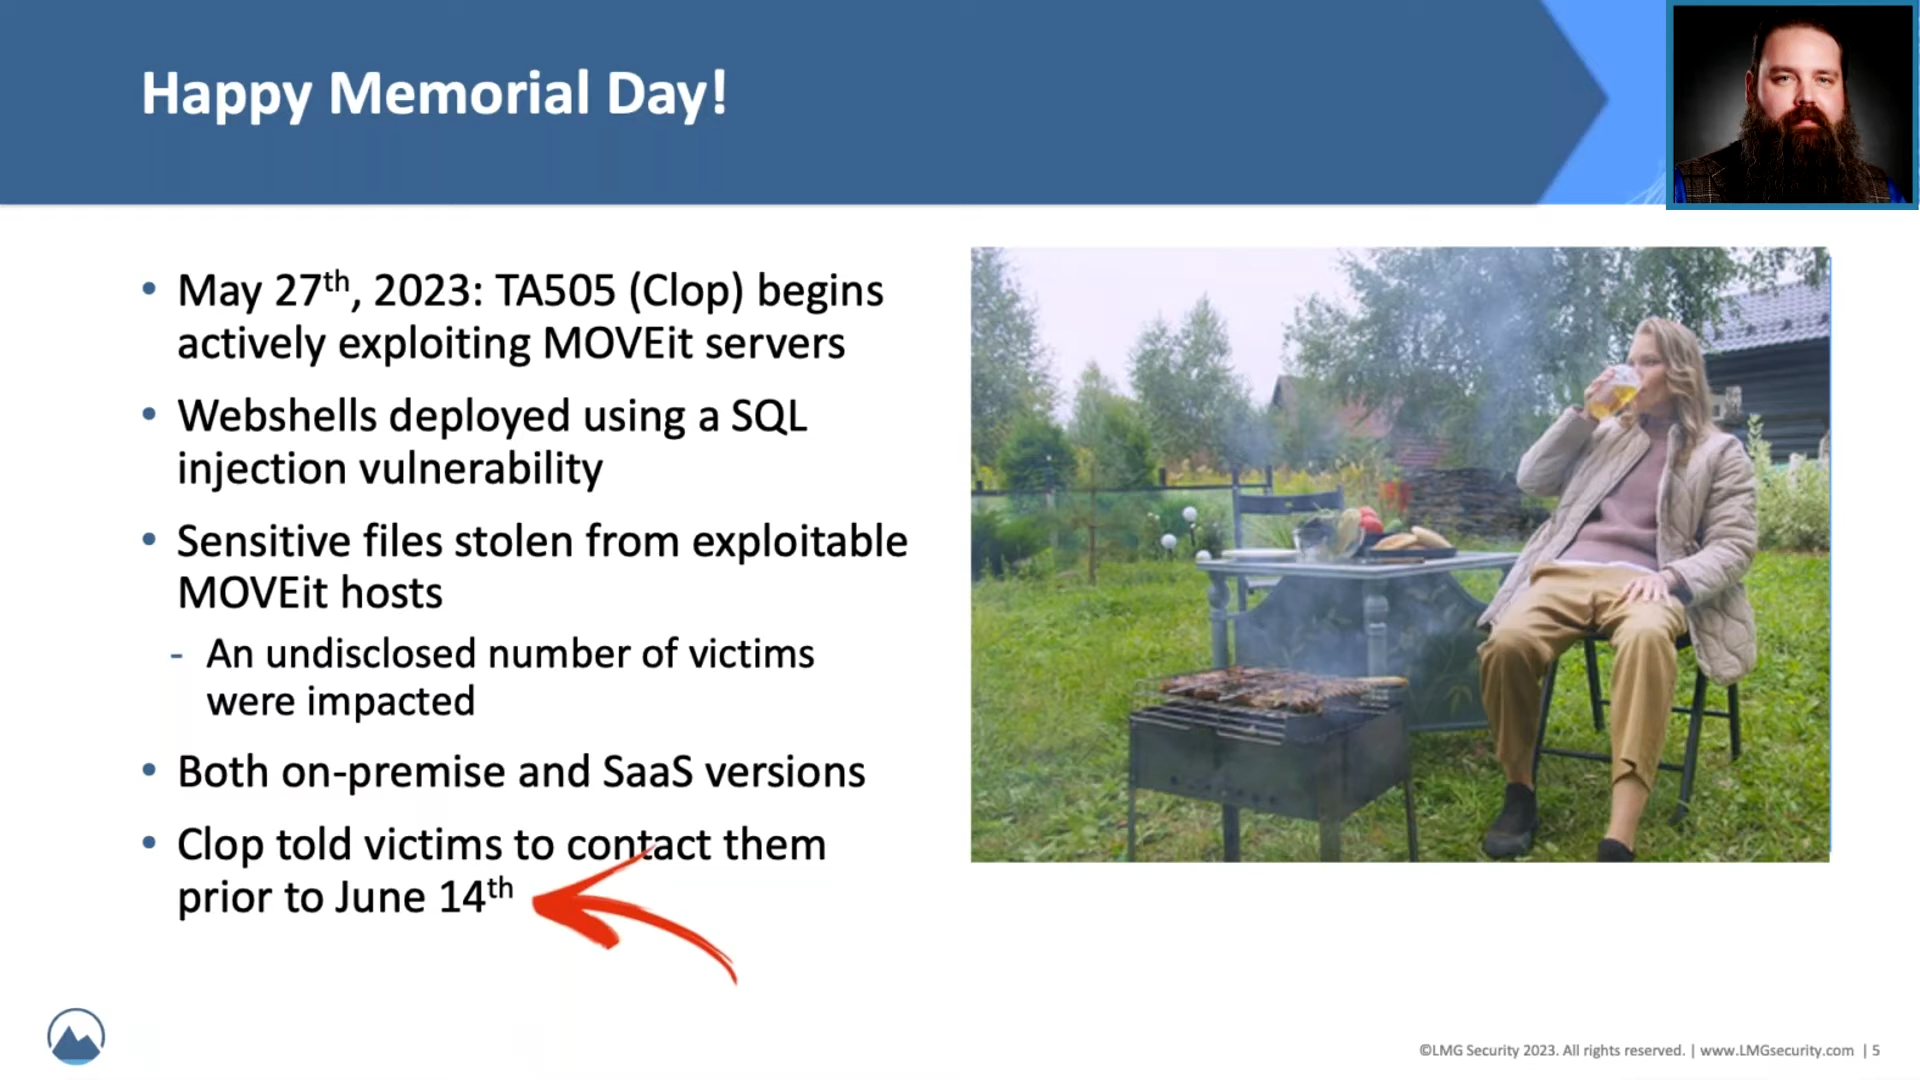 Happy Memorial Day!
• May 27th, 2023: TA505 (Clop) begins
actively exploiting MOVEit servers
• Webshells deployed using a SQL
injection vulnerability
• Sensitive files stolen from exploitable
MOVEit hosts
- An undisclosed number of victims
were impacted
• Both on-premise and SaaS versions
• Clop told victims to contact them
prior to June 14th
©LMG Security 2023. All rights reserved. | www.LMGsecurity.com | 5